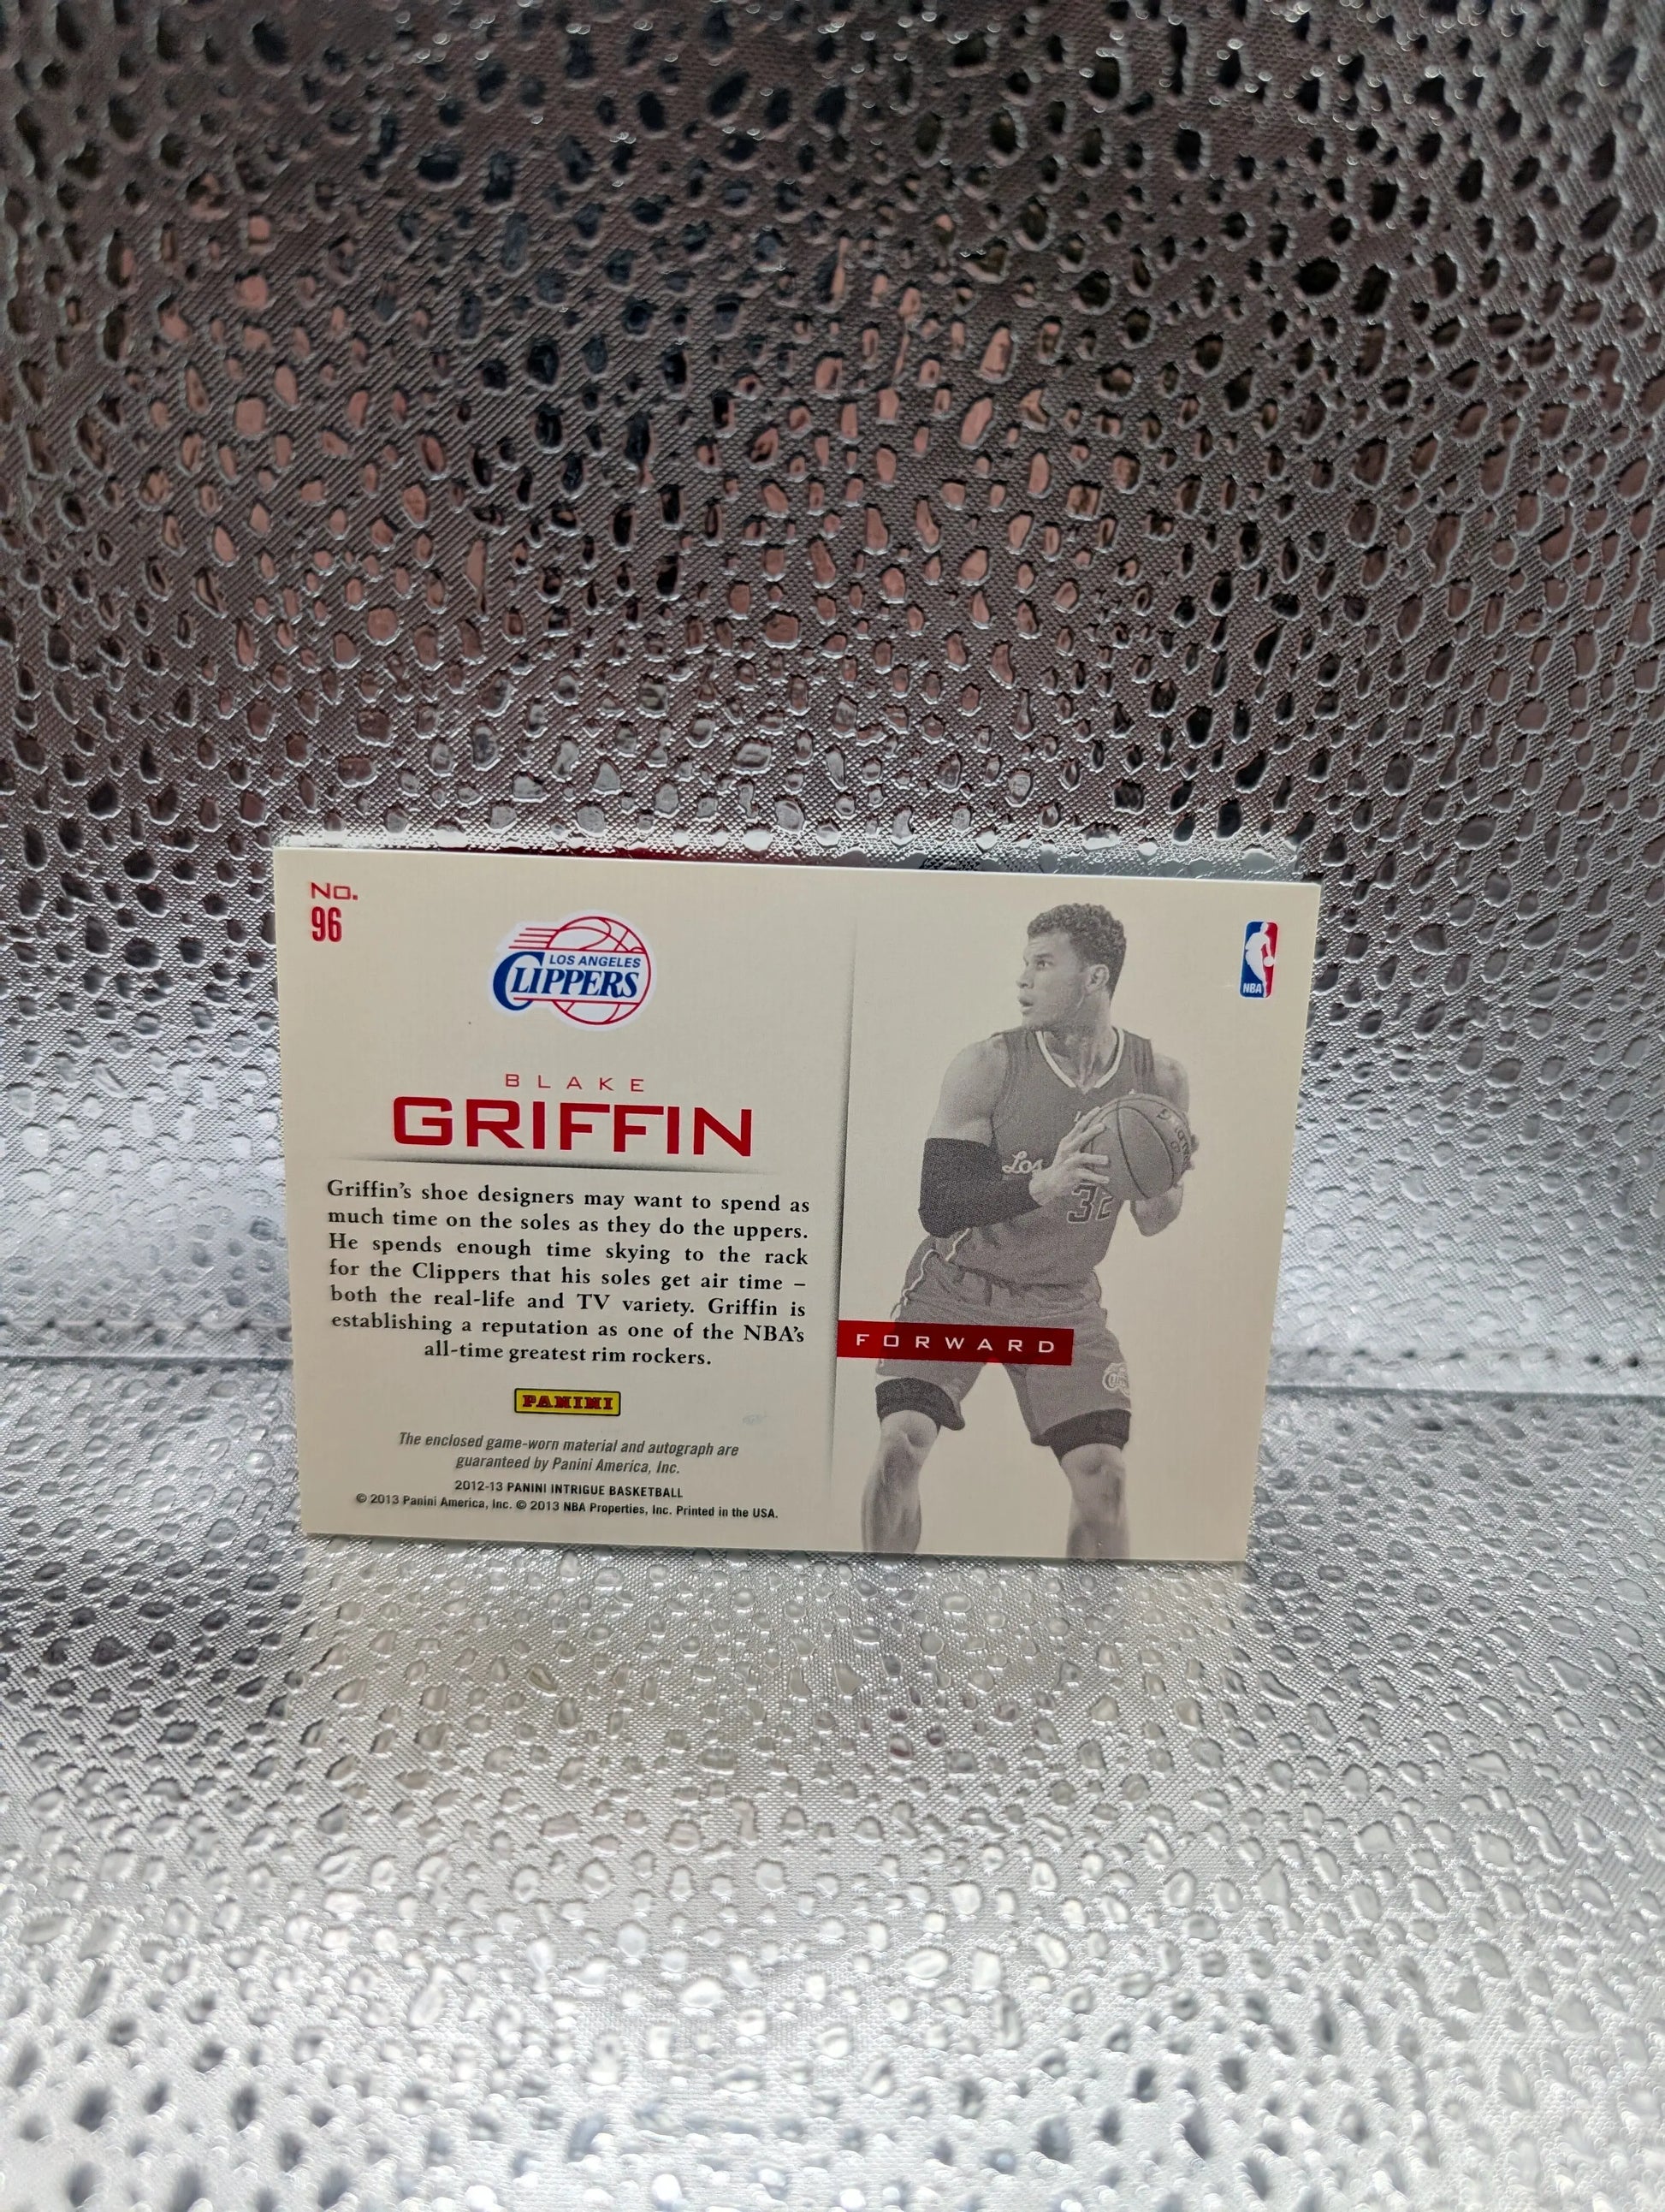 No.
96
LOS ANGELES
CLIPPERS
NBA
BLAKE
GRIFFIN
Griffin's shoe designers may want to spend as
much time on the soles as they do the uppers.
He spends enough time skying to the rack
for the Clippers that his soles get air time –
both the real-life and TV variety. Griffin is
establishing a reputation as one of the NBA's
all-time greatest rim rockers.
Los
32
FORWARD
PANINI
The enclosed game-worn material and autograph are
guaranteed by Panini America, Inc.
2012-13 PANINI INTRIGUE BASKETBALL
© 2013 Panini America, Inc. © 2013 NBA Properties, Inc. Printed in the USA.